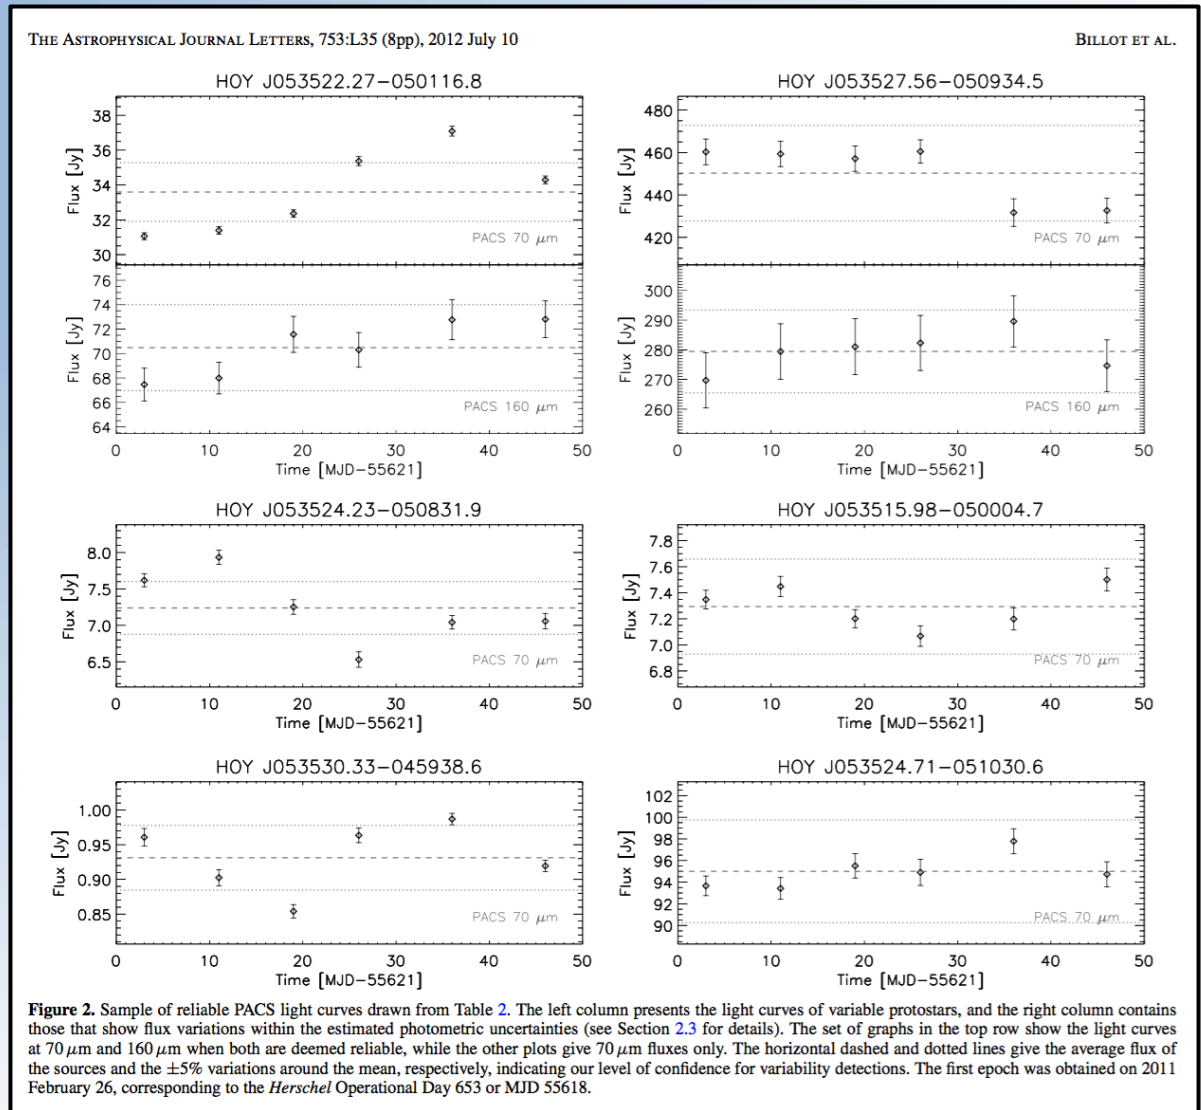 THE ASTROPHYSICAL JOURNAL LETTERS, 753:L35 (8pp), 2012 July 10
BILLOT ET AL.
HOY J053522.27−050116.8
38
36
34
32
30
Flux [Jy]
PACS 70 μm
76
74
72
70
68
66
64
Flux [Jy]
PACS 160 μm
0 10 20 30 40 50
Time [MJD−55621]
HOY J053527.56−050934.5
480
460
440
420
Flux [Jy]
PACS 70 μm
300
290
280
270
260
Flux [Jy]
PACS 160 μm
0 10 20 30 40 50
Time [MJD−55621]
HOY J053524.23−050831.9
8.0
7.5
7.0
6.5
Flux [Jy]
PACS 70 μm
0 10 20 30 40 50
Time [MJD−55621]
HOY J053515.98−050004.7
7.8
7.6
7.4
7.2
7.0
6.8
Flux [Jy]
PACS 70 μm
0 10 20 30 40 50
Time [MJD−55621]
HOY J053530.33−045938.6
1.00
0.95
0.90
0.85
Flux [Jy]
PACS 70 μm
0 10 20 30 40 50
Time [MJD−55621]
HOY J053524.71−051030.6
102
100
98
96
94
92
90
Flux [Jy]
PACS 70 μm
0 10 20 30 40 50
Time [MJD−55621]
Figure 2. Sample of reliable PACS light curves drawn from Table 2. The left column presents the light curves of variable protostars, and the right column contains
those that show flux variations within the estimated photometric uncertainties (see Section 2.3 for details). The set of graphs in the top row show the light curves
at 70 μm and 160 μm when both are deemed reliable, while the other plots give 70 μm fluxes only. The horizontal dashed and dotted lines give the average flux of
the sources and the ±5% variations around the mean, respectively, indicating our level of confidence for variability detections. The first epoch was obtained on 2011
February 26, corresponding to the Herschel Operational Day 653 or MJD 55618.